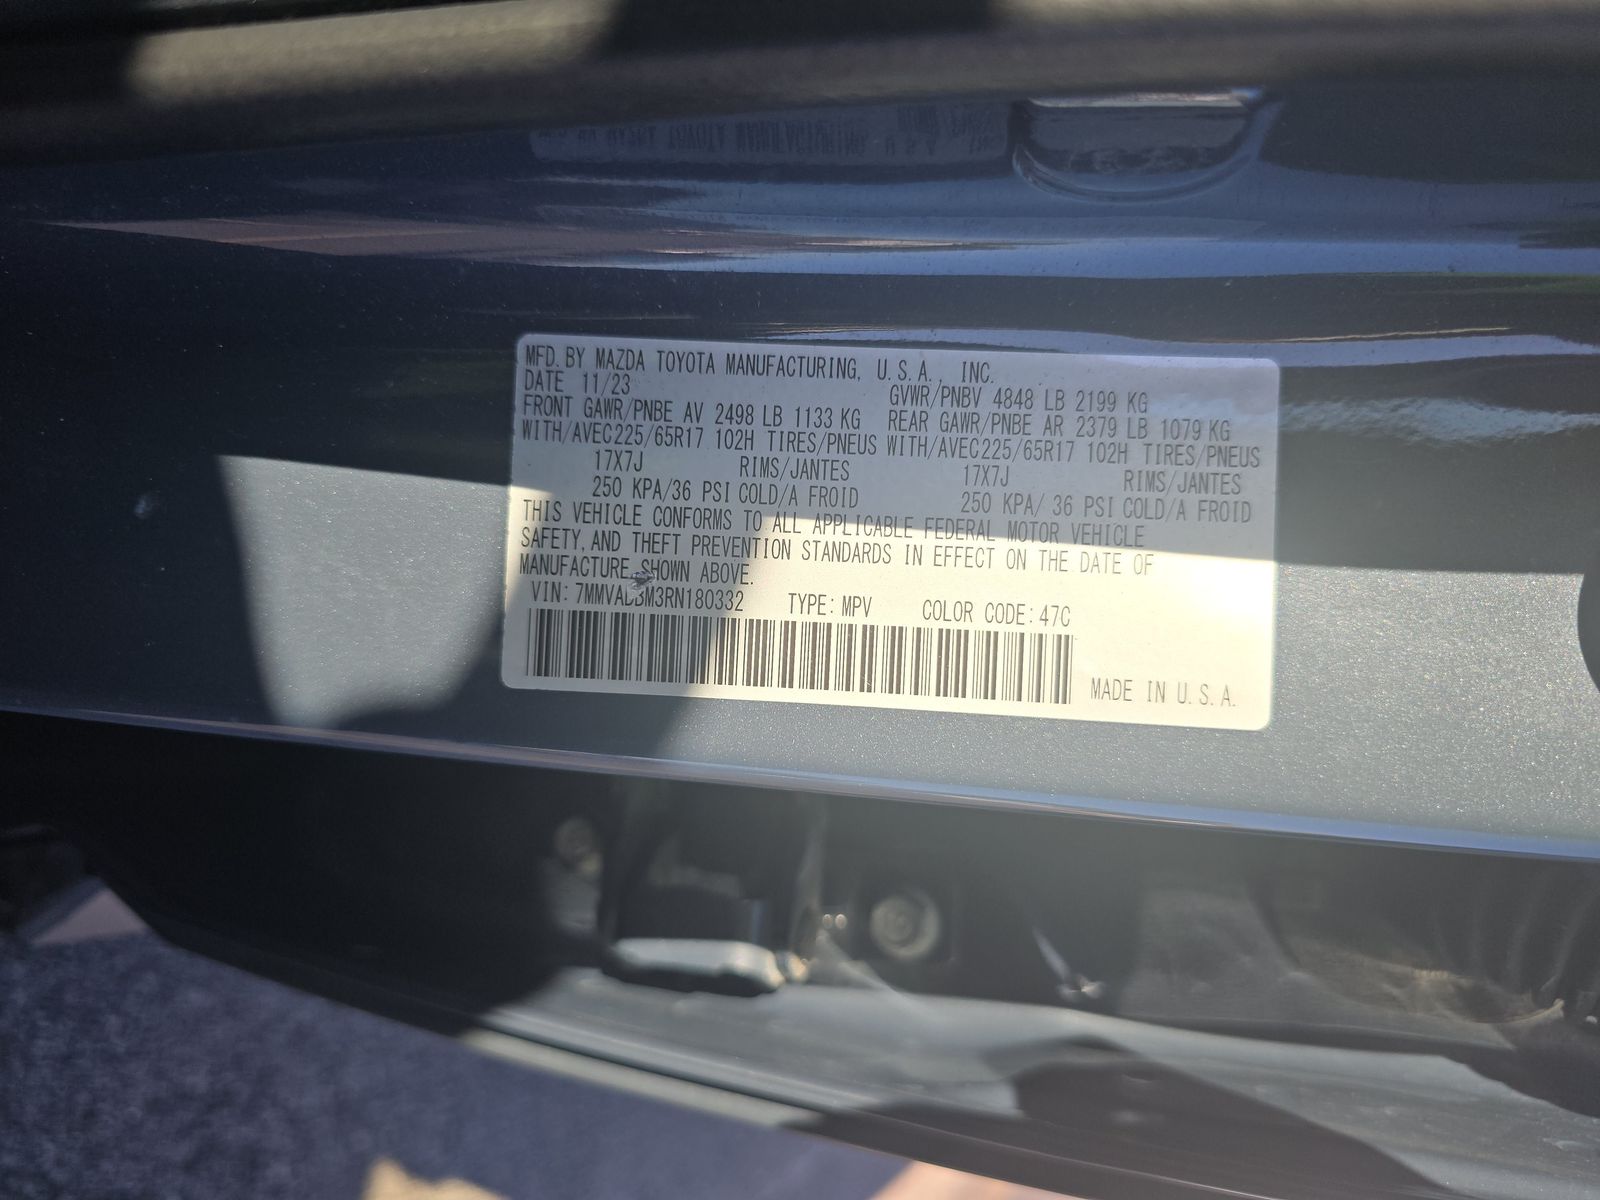 MFD. BY MAZDA TOYOTA MANUFACTURING, U.S.A., INC.
DATE 11/23 GVWR/PNBV 4848 LB 2199 KG
FRONT GAWR/PNBE AV 2498 LB 1133 KG REAR GAWR/PNBE AR 2379 LB 1079 KG
WITH/AVEC225/65R17 102H TIRES/PNEUS WITH/AVEC225/65R17 102H TIRES/PNEUS
17X7J RIMS/JANTES 17X7J RIMS/JANTES
250 KPA/36 PSI COLD/A FROID 250 KPA/ 36 PSI COLD/A FROID
THIS VEHICLE CONFORMS TO ALL APPLICABLE FEDERAL MOTOR VEHICLE
SAFETY, AND THEFT PREVENTION STANDARDS IN EFFECT ON THE DATE OF
MANUFACTURE SHOWN ABOVE.
VIN: TYPE: MPV COLOR CODE: 47C
MADE IN U.S.A.